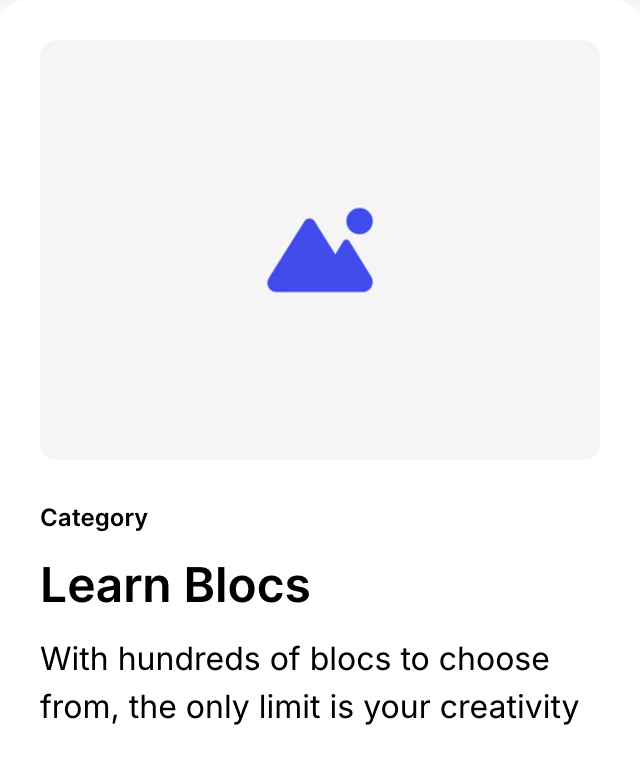 Category
Learn Blocs
With hundreds of blocs to choose
from, the only limit is your creativity